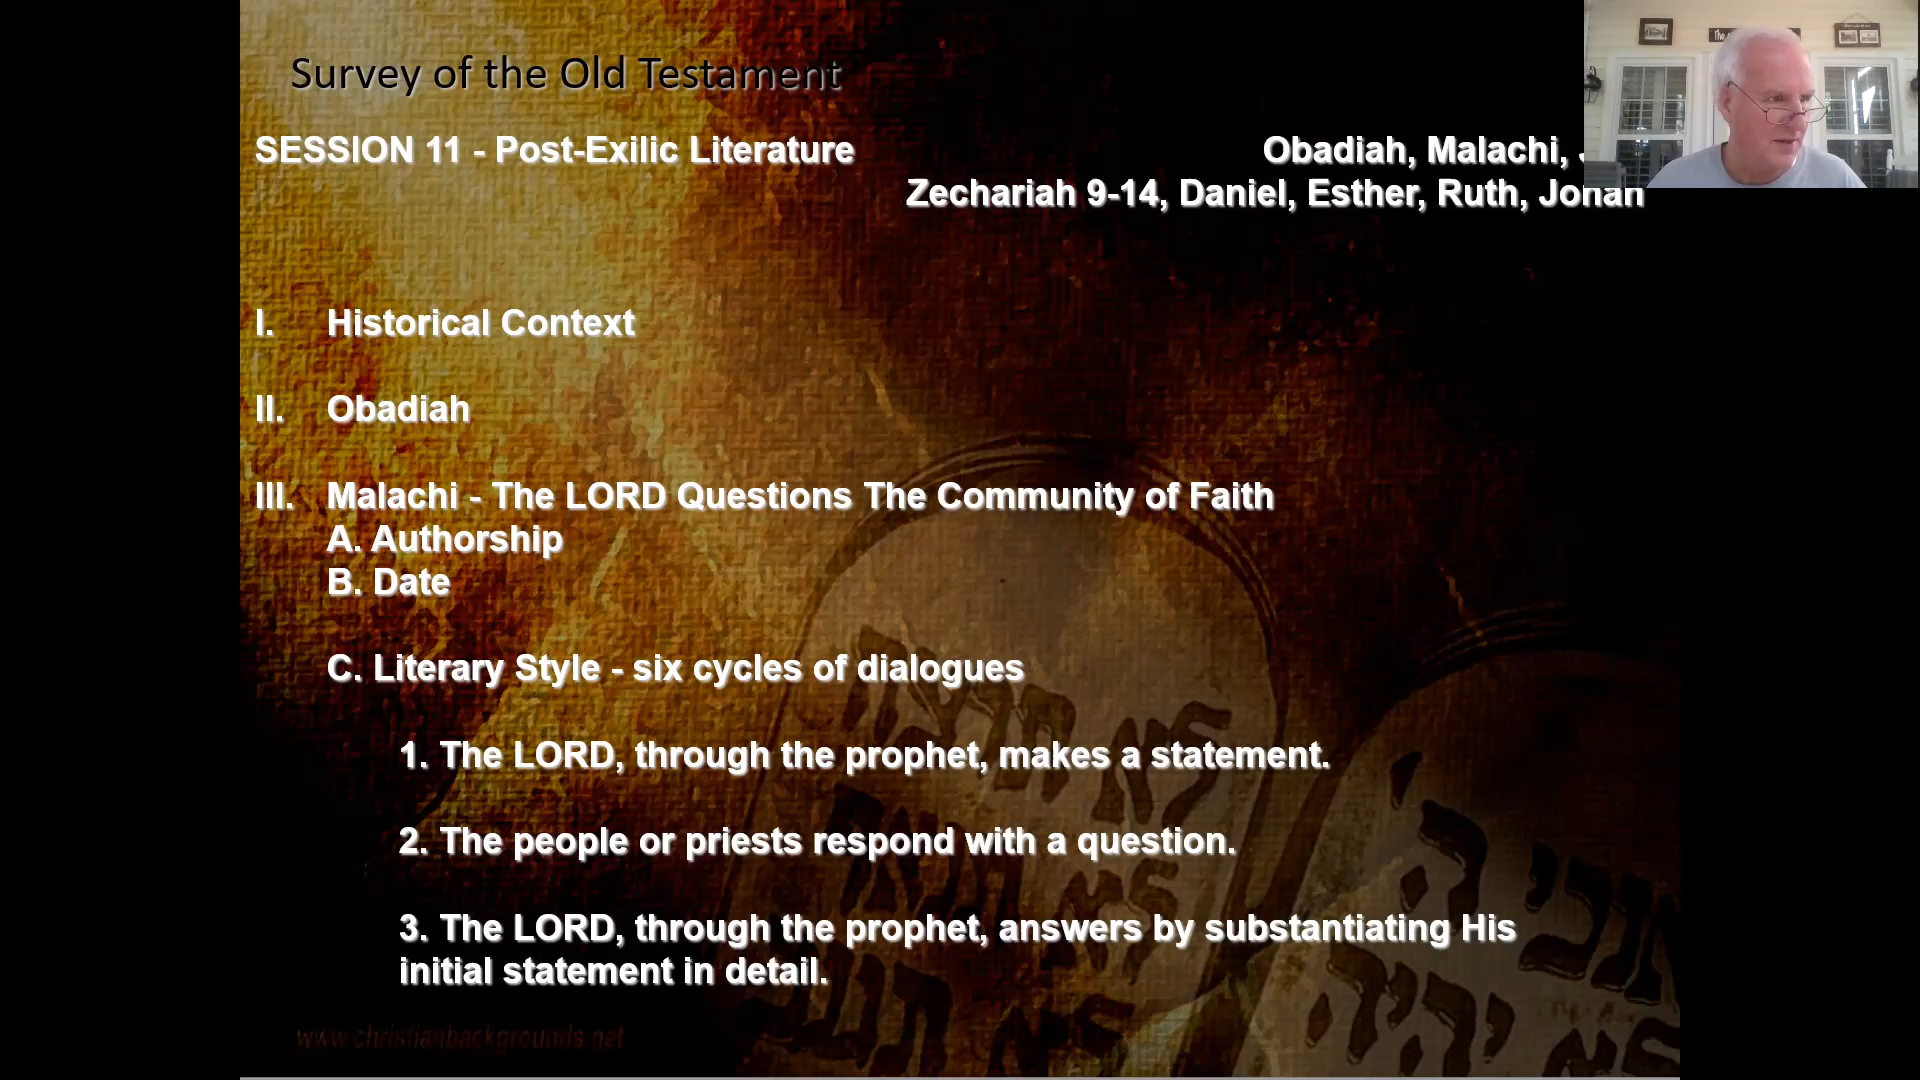 Survey of the Old Testament
SESSION 11 - Post-Exilic Literature
Obadiah, Malachi,
Zechariah 9-14, Daniel, Esther, Ruth, Jonah
I. Historical Context
II. Obadiah
III. Malachi - The LORD Questions The Community of Faith
A. Authorship
B. Date
C. Literary Style - six cycles of dialogues
1. The LORD, through the prophet, makes a statement.
2. The people or priests respond with a question.
3. The LORD, through the prophet, answers by substantiating His
initial statement in detail.
www.christianbackgrounds.net